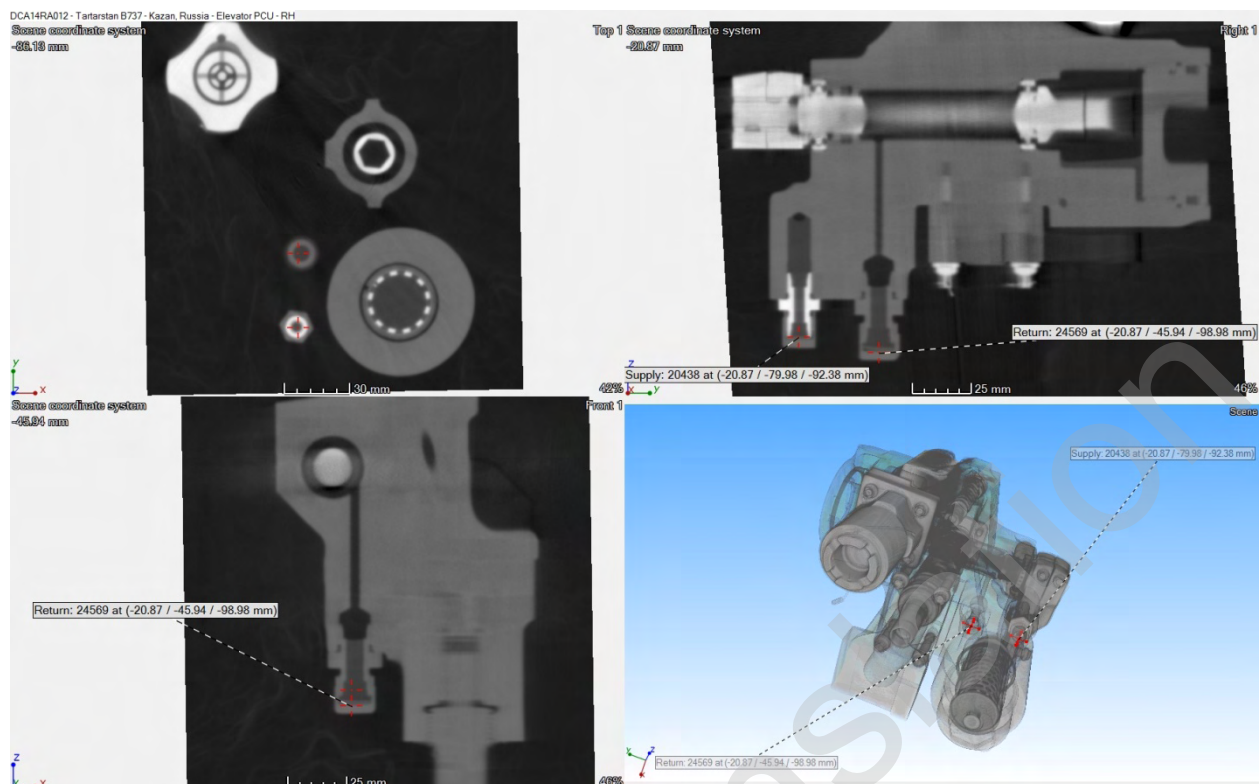 DCA14RA012 - Tartarstan B737 - Kazan, Russia - Elevator PCU - RH
Scene coordinate system
-86.13 mm
Top 1
y
z
x
30 mm
42%
Scene coordinate system
-20.87 mm
Right 1
Return: 24569 at (-20.87 / -45.94 / -98.98 mm)
Supply: 20438 at (-20.87 / -79.98 / -92.38 mm)
z
x
y
25 mm
46%
Scene coordinate system
-45.94 mm
Front 1
Return: 24569 at (-20.87 / -45.94 / -98.98 mm)
z
y
x
25 mm
46%
Scene
Supply: 20438 at (-20.87 / -79.98 / -92.38 mm)
Return: 24569 at (-20.87 / -45.94 / -98.98 mm)
y
z
x